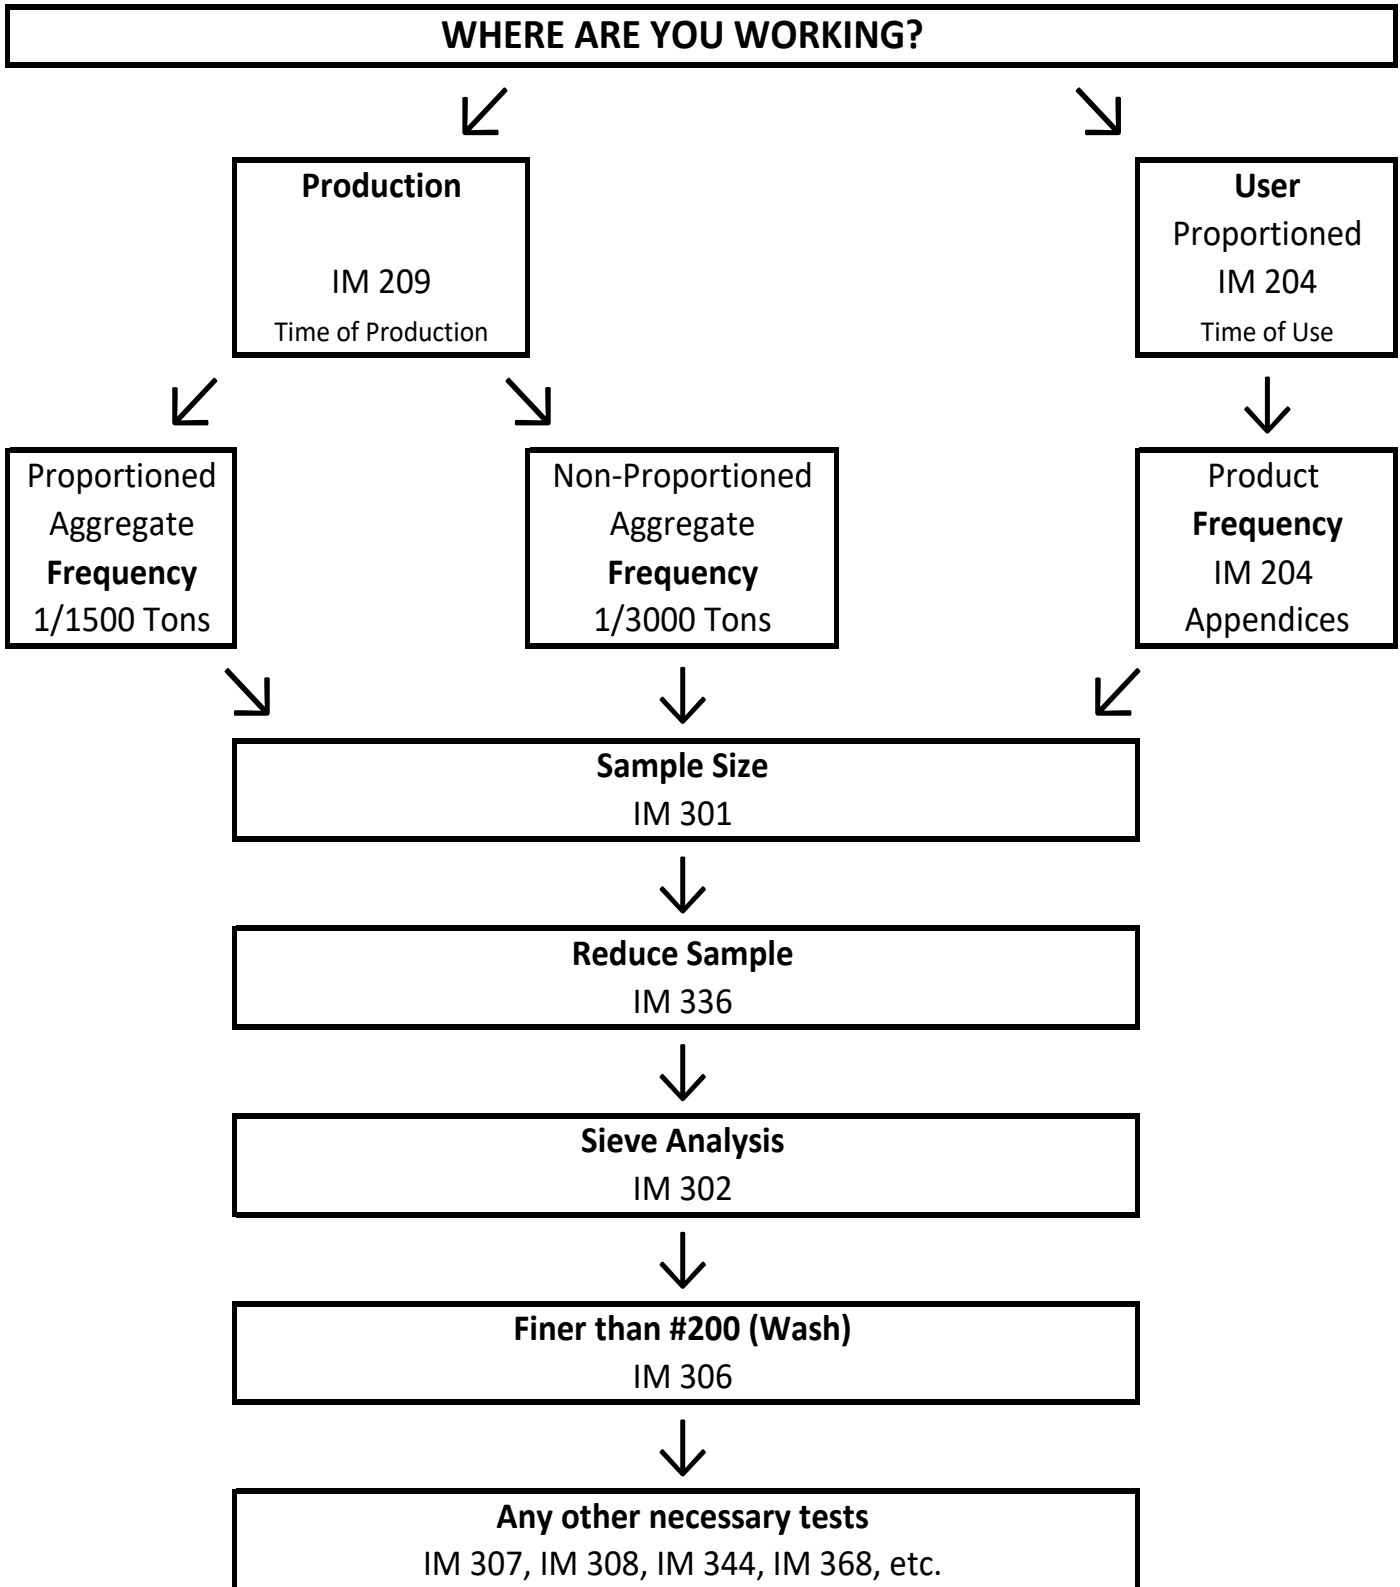 WHERE ARE YOU WORKING?
Production
IM 209
Time of Production
User
Proportioned
IM 204
Time of Use
Proportioned
Aggregate
Frequency
1/1500 Tons
Non-Proportioned
Aggregate
Frequency
1/3000 Tons
Product
Frequency
IM 204
Appendices
Sample Size
IM 301
Reduce Sample
IM 336
Sieve Analysis
IM 302
Finer than #200 (Wash)
IM 306
Any other necessary tests
IM 307, IM 308, IM 344, IM 368, etc.